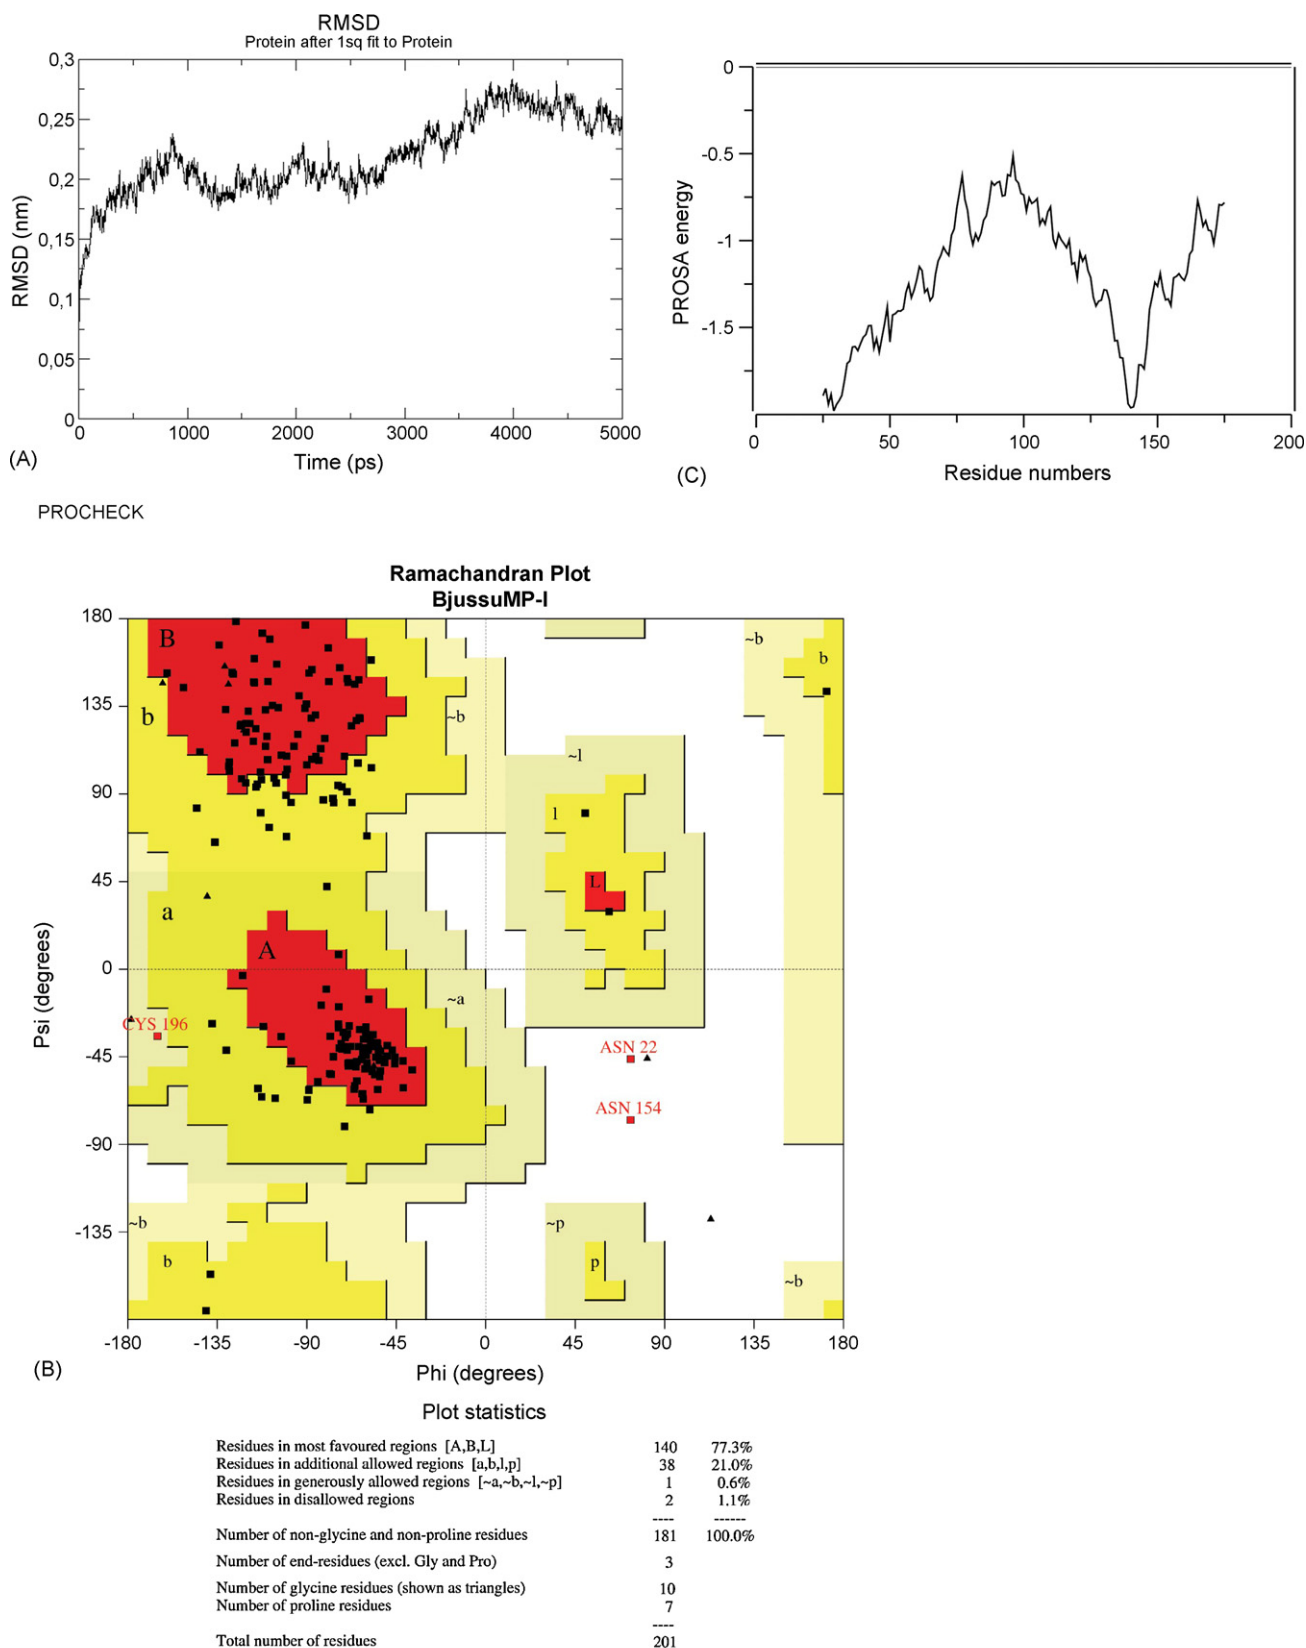 RMSD
Protein after 1sq fit to Protein
0,3
0,25
0,2
0,15
0,1
0,05
0
RMSD (nm)
0
1000
2000
3000
4000
5000
Time (ps)
(A)
0
-0.5
-1
-1.5
PROSA energy
0
50
100
150
200
Residue numbers
(C)
PROCHECK
Ramachandran Plot
BjussuMP-I
180
135
90
45
0
-45
-90
-135
Psi (degrees)
B
~b
b
b
~b
~l
l
L
a
A
~a
CYS 196
ASN 22
ASN 154
~b
~p
b
p
~b
-180
-135
-90
-45
0
45
90
135
180
Phi (degrees)
(B)
Plot statistics
Residues in most favoured regions [A,B,L] 140 77.3%
Residues in additional allowed regions [a,b,l,p] 38 21.0%
Residues in generously allowed regions [~a,~b,~l,~p] 1 0.6%
Residues in disallowed regions 2 1.1%
---- ------
Number of non-glycine and non-proline residues 181 100.0%
Number of end-residues (excl. Gly and Pro) 3
Number of glycine residues (shown as triangles) 10
Number of proline residues 7
----
Total number of residues 201